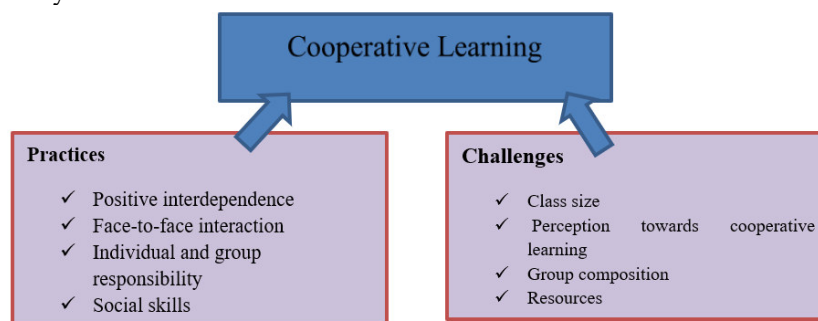 Cooperative Learning
Practices
✓ Positive interdependence
✓ Face-to-face interaction
✓ Individual and group
responsibility
✓ Social skills
Challenges
✓ Class size
✓ Perception towards cooperative
learning
✓ Group composition
✓ Resources